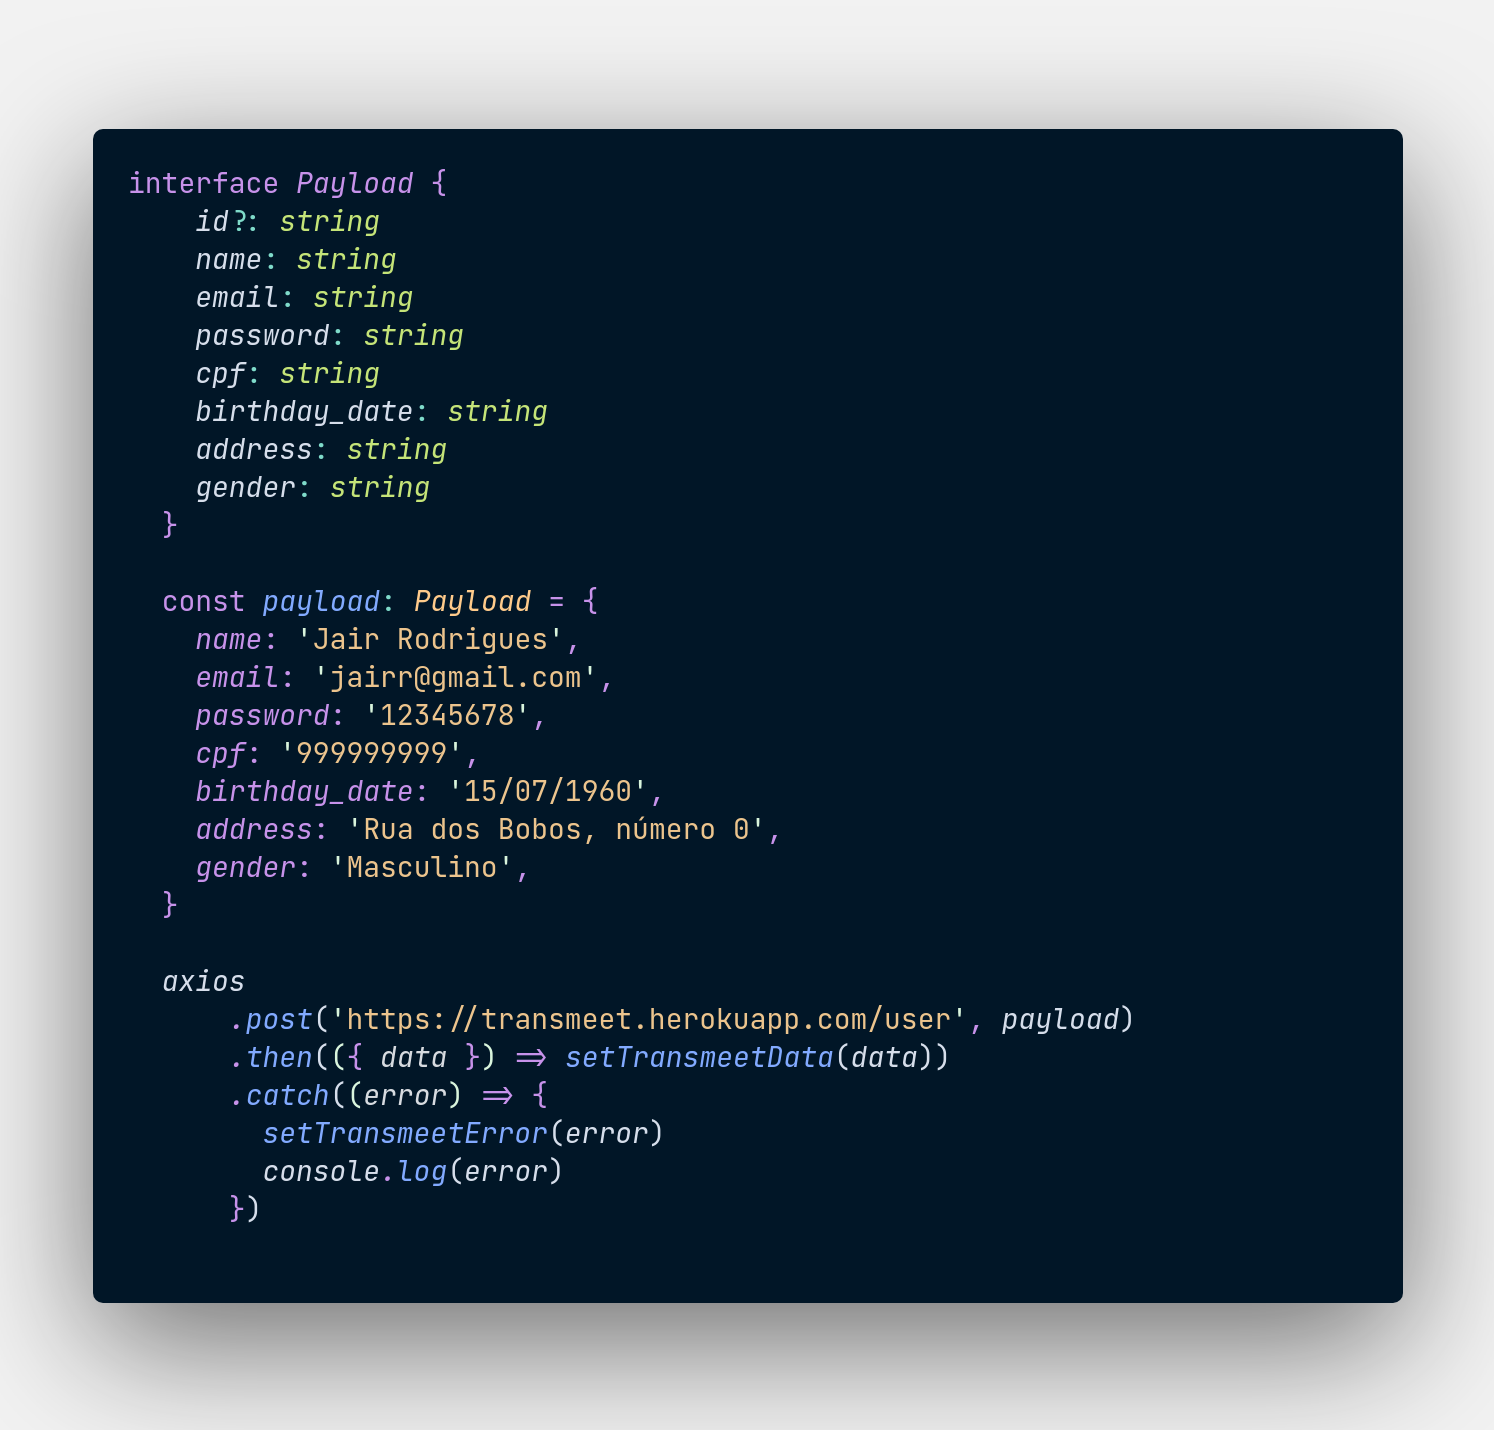 interface Payload {
    id?: string
    name: string
    email: string
    password: string
    cpf: string
    birthday_date: string
    address: string
    gender: string
  }

  const payload: Payload = {
    name: 'Jair Rodrigues',
    email: 'jairr@gmail.com',
    password: '12345678',
    cpf: '999999999',
    birthday_date: '15/07/1960',
    address: 'Rua dos Bobos, número 0',
    gender: 'Masculino',
  }

  axios
      .post('https://transmeet.herokuapp.com/user', payload)
      .then(({ data }) => setTransmeetData(data))
      .catch((error) => {
        setTransmeetError(error)
        console.log(error)
      })